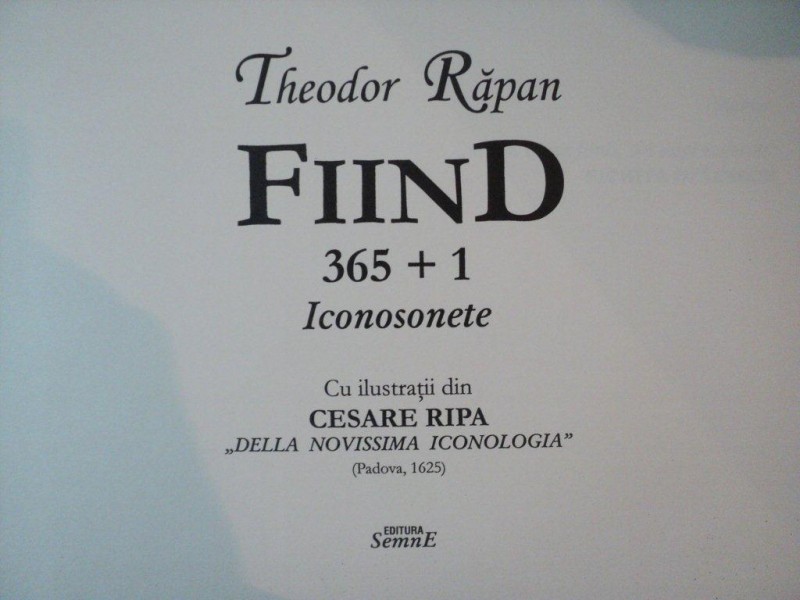 Theodor Răpan
FIIND
365 + 1
Iconosonete
Cu ilustrații din
CESARE RIPA
„DELLA NOVISSIMA ICONOLOGIA”
(Padova, 1625)
EDITURA
SemnE